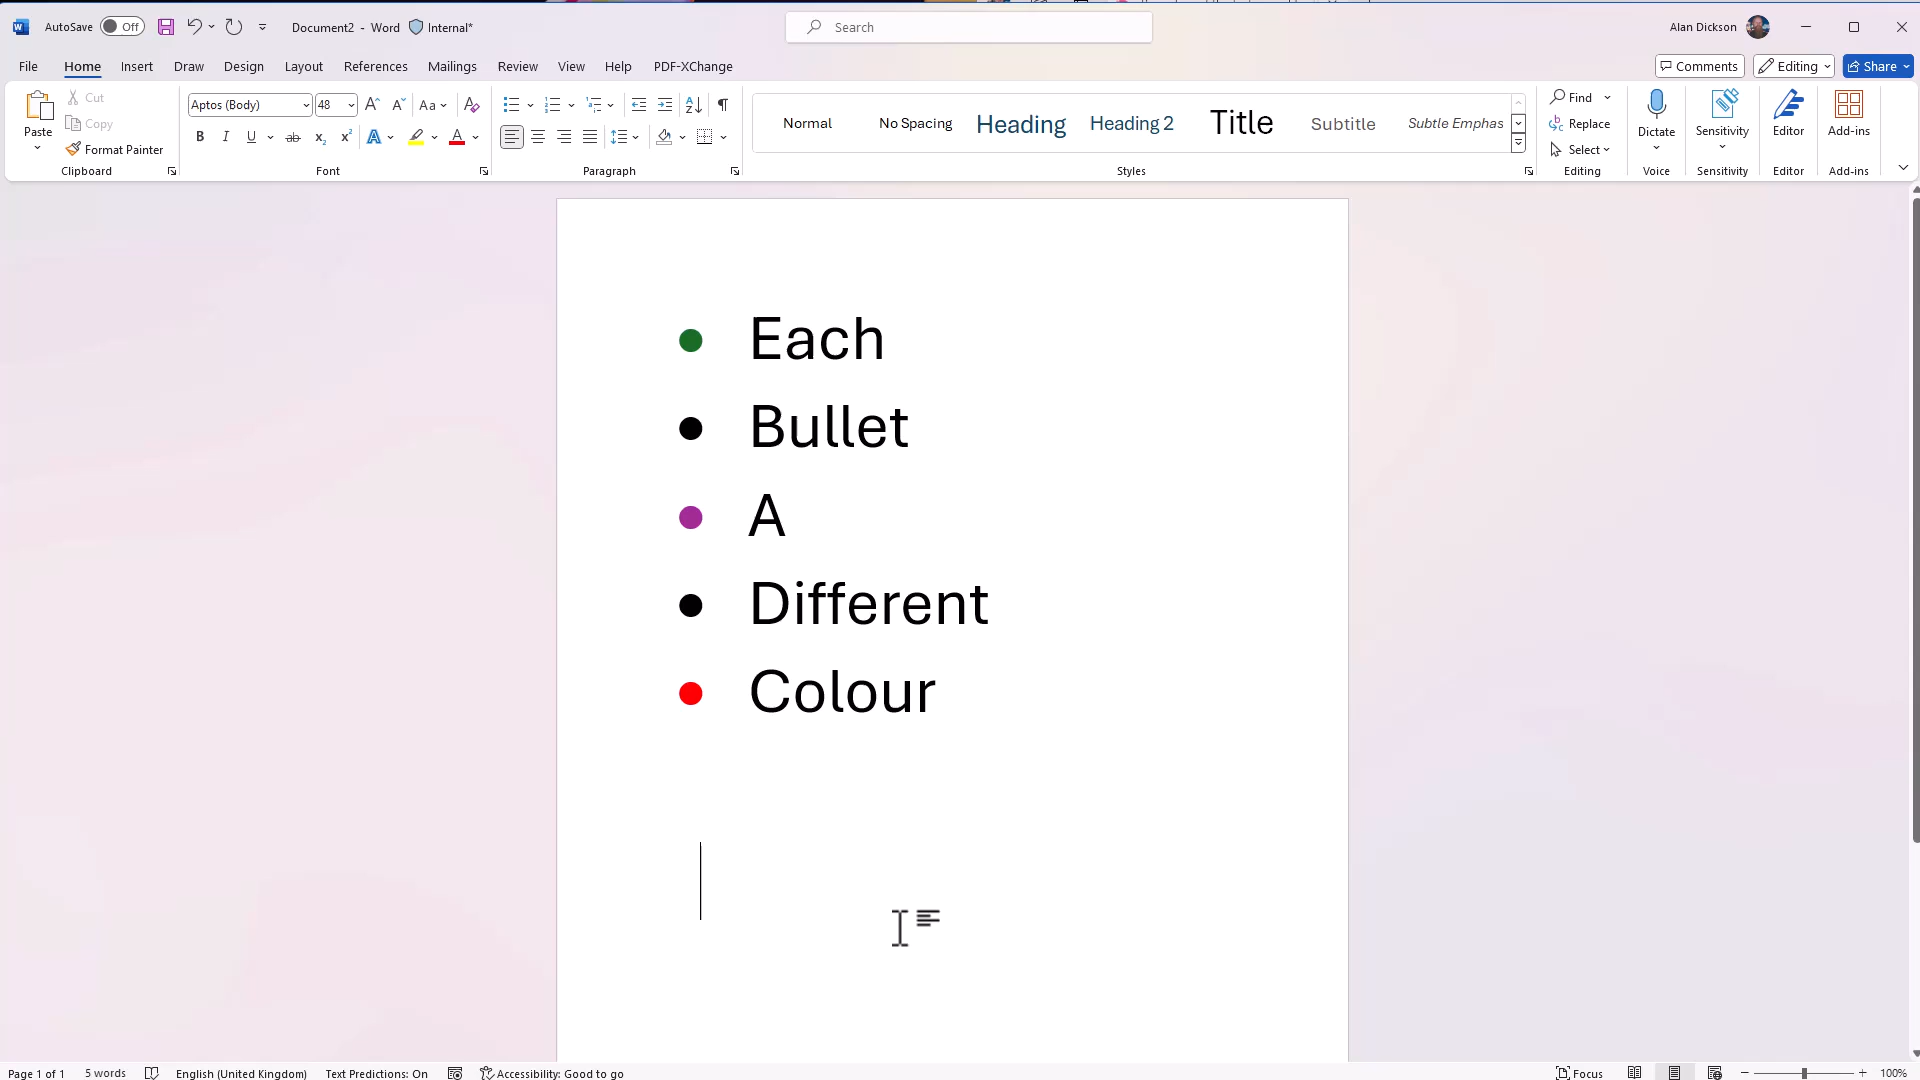 AutoSave Off Document2 - Word Internal* Search Alan Dickson
File Home Insert Draw Design Layout References Mailings Review View Help PDF-XChange Comments Editing Share
Paste Cut Copy Format Painter
Aptos (Body) 48 Aa
B I U ab x₂ x² A A
Normal No Spacing Heading Heading 2 Title Subtitle Subtle Emphas
Find Replace Select
Dictate Sensitivity Editor Add-ins
Clipboard Font Paragraph Styles Editing Voice Sensitivity Editor Add-ins
• Each
• Bullet
• A
• Different
• Colour
Page 1 of 1 5 words English (United Kingdom) Text Predictions: On Accessibility: Good to go Focus 100%